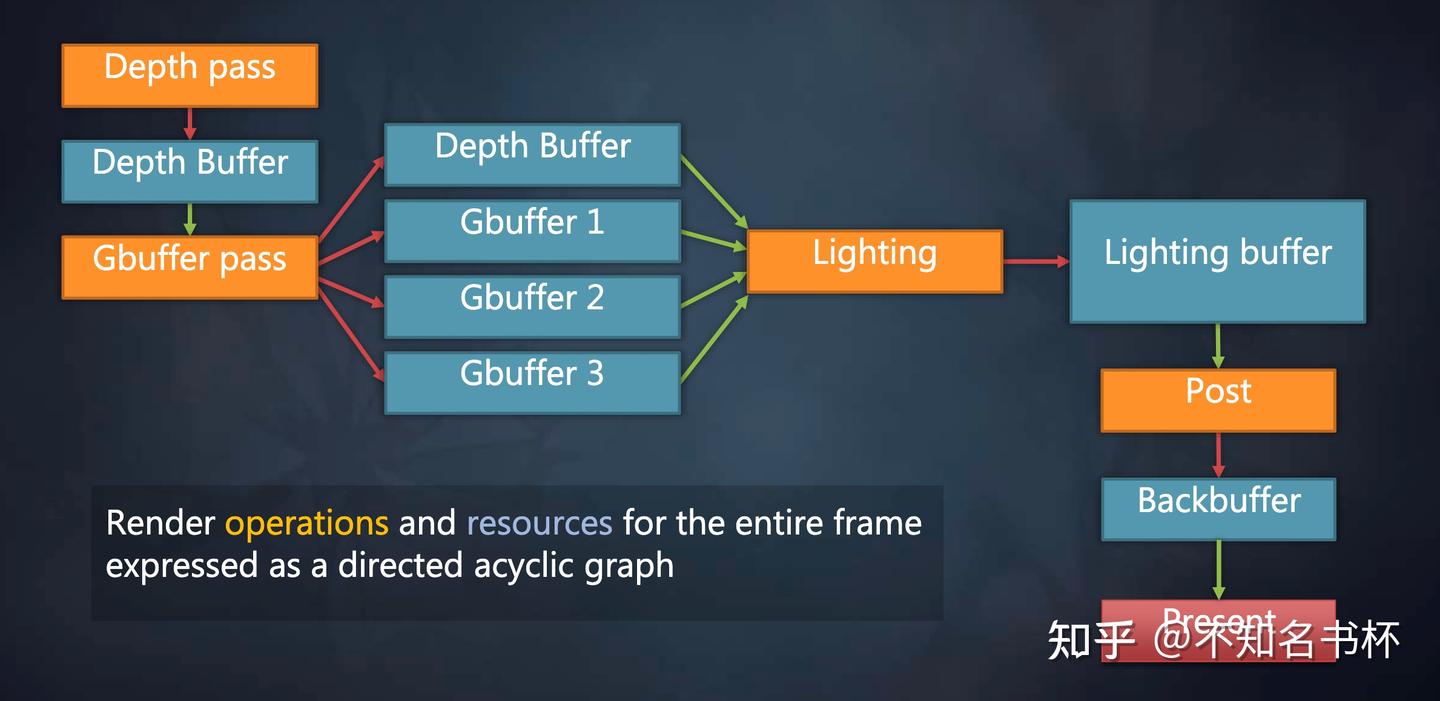 Depth pass
Depth Buffer
Gbuffer pass
Depth Buffer
Gbuffer 1
Gbuffer 2
Gbuffer 3
Lighting
Lighting buffer
Post
Backbuffer
Present
Render operations and resources for the entire frame
expressed as a directed acyclic graph
知乎 @不知名书杯